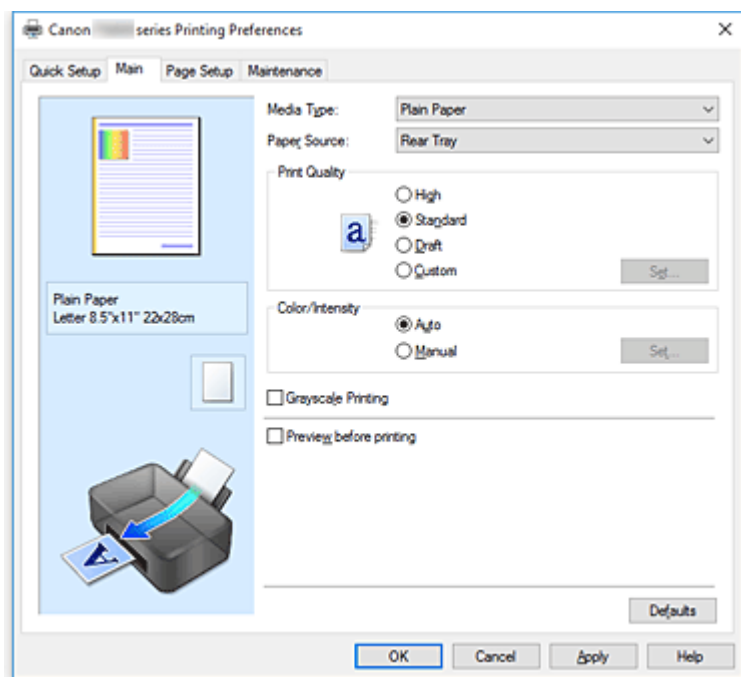 Canon series Printing Preferences
Quick Setup Main Page Setup Maintenance
Media Type: Plain Paper
Paper Source: Rear Tray
Print Quality
High
a
Standard
Draft
Custom Set...
Plain Paper
Letter 8.5"x11" 22x28cm
Color/Intensity
Auto
Manual Set...
Grayscale Printing
Preview before printing
A
Defaults
OK Cancel Apply Help